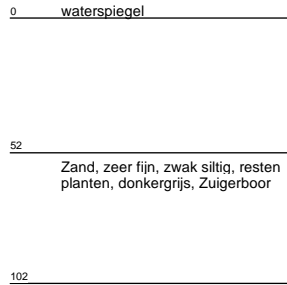 0 waterspiegel
52
Zand, zeer fijn, zwak siltig, resten
planten, donkergrijs, Zuigerboor
102